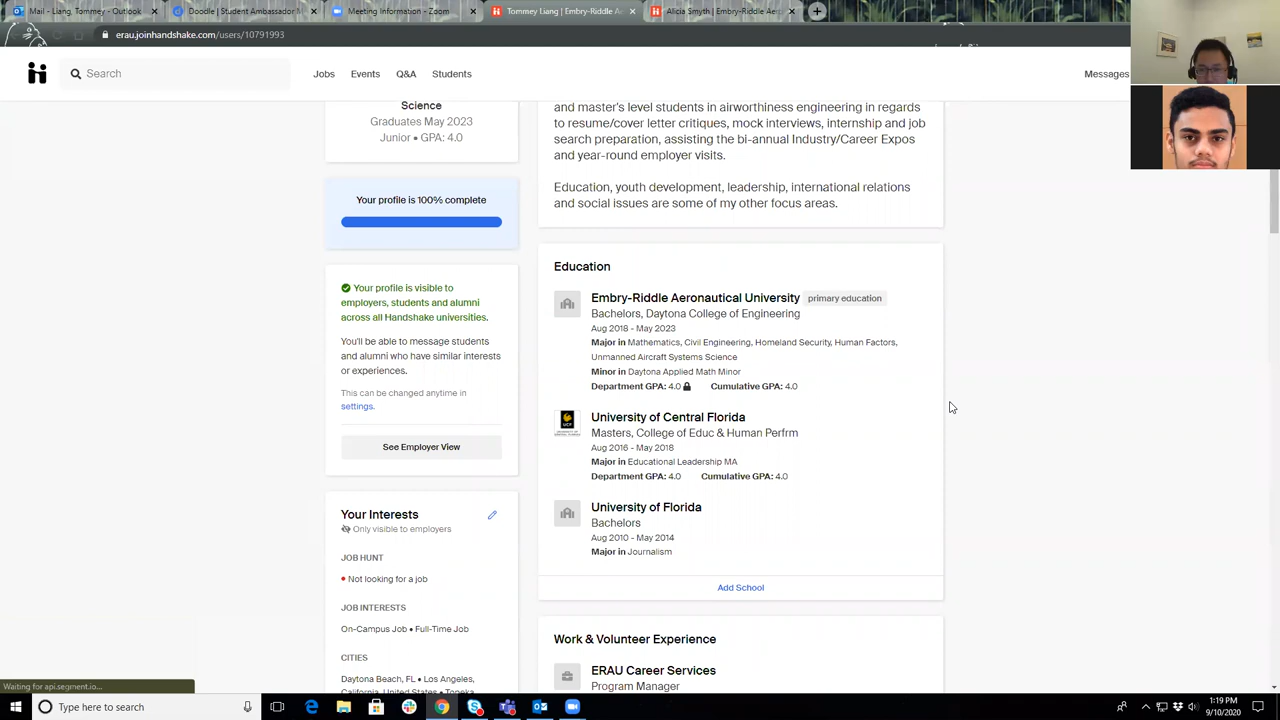 Mail - Liang, Tommey - Outlook
Doodle | Student Ambassador M
Meeting Information - Zoom
Tommey Liang | Embry-Riddle Ae
Alicia Smyth | Embry-Riddle Aer
erau.joinhandshake.com/users/10791993
Search
Jobs
Events
Q&A
Students
Messages
Science
Graduates May 2023
Junior • GPA: 4.0
Your profile is 100% complete
Your profile is visible to
employers, students and alumni
across all Handshake universities.
You'll be able to message students
and alumni who have similar interests
or experiences.
This can be changed anytime in
settings.
See Employer View
Your Interests
Only visible to employers
JOB HUNT
Not looking for a job
JOB INTERESTS
On-Campus Job • Full-Time Job
CITIES
Daytona Beach, FL • Los Angeles,
California, United States • Topeka
and master's level students in airworthiness engineering in regards
to resume/cover letter critiques, mock interviews, internship and job
search preparation, assisting the bi-annual Industry/Career Expos
and year-round employer visits.
Education, youth development, leadership, international relations
and social issues are some of my other focus areas.
Education
Embry-Riddle Aeronautical University primary education
Bachelors, Daytona College of Engineering
Aug 2018 - May 2023
Major in Mathematics, Civil Engineering, Homeland Security, Human Factors,
Unmanned Aircraft Systems Science
Minor in Daytona Applied Math Minor
Department GPA: 4.0 Cumulative GPA: 4.0
University of Central Florida
Masters, College of Educ & Human Perfrm
Aug 2016 - May 2018
Major in Educational Leadership MA
Department GPA: 4.0 Cumulative GPA: 4.0
University of Florida
Bachelors
Aug 2010 - May 2014
Major in Journalism
Add School
Work & Volunteer Experience
ERAU Career Services
Program Manager
Waiting for api.segment.io...
Type here to search
1:19 PM
9/10/2020